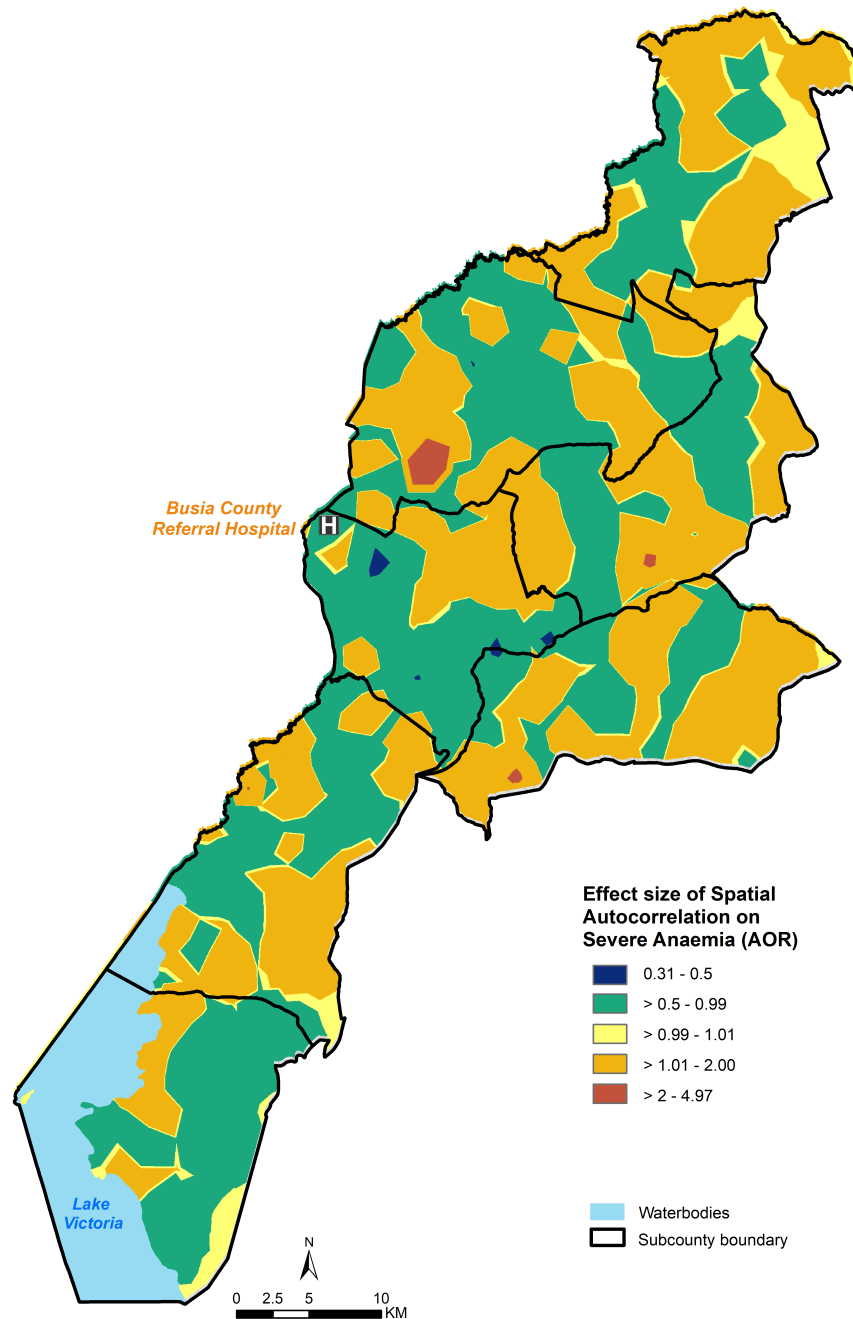 Busia County
Referral Hospital
H
Effect size of Spatial
Autocorrelation on
Severe Anaemia (AOR)
0.31 - 0.5
> 0.5 - 0.99
> 0.99 - 1.01
> 1.01 - 2.00
> 2 - 4.97
Lake
Victoria
Waterbodies
Subcounty boundary
N
0 2.5 5 10
KM